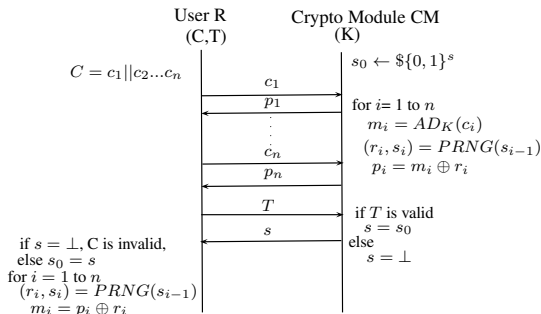 User R
(C,T)
Crypto Module CM
(K)
C = c₁||c₂...cₙ
s₀ ← ${0, 1}ˢ
c₁
p₁
for i= 1 to n
mᵢ = AD_K(cᵢ)
(rᵢ, sᵢ) = PRNG(sᵢ₋₁)
pᵢ = mᵢ ⊕ rᵢ
cₙ
pₙ
T
if T is valid
s = s₀
else
s = ⊥
s
if s = ⊥, C is invalid,
else s₀ = s
for i = 1 to n
(rᵢ, sᵢ) = PRNG(sᵢ₋₁)
mᵢ = pᵢ ⊕ rᵢ